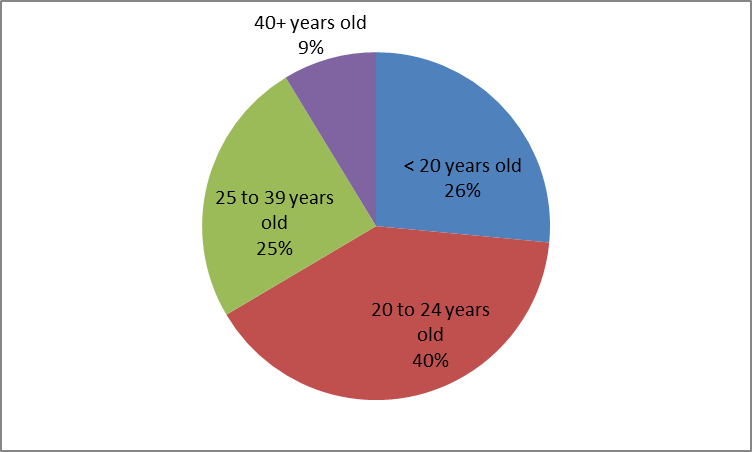 40+ years old
9%
< 20 years old
26%
25 to 39 years
old
25%
20 to 24 years
old
40%